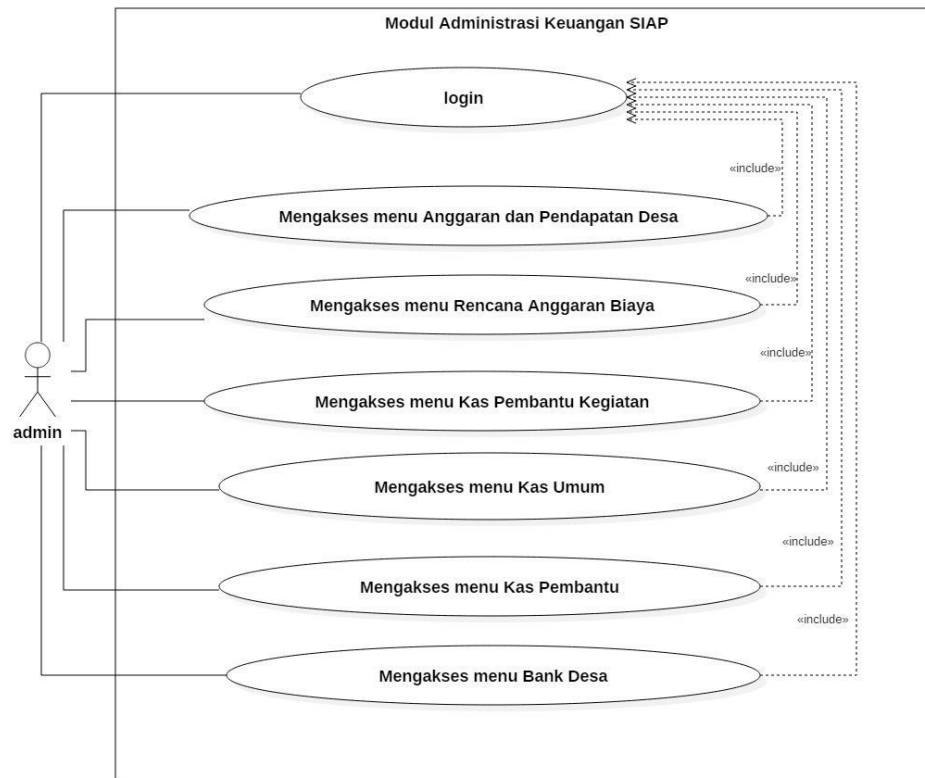 Modul Administrasi Keuangan SIAP
login
«include»
Mengakses menu Anggaran dan Pendapatan Desa
«include»
Mengakses menu Rencana Anggaran Biaya
«include»
Mengakses menu Kas Pembantu Kegiatan
admin
«include»
Mengakses menu Kas Umum
«include»
Mengakses menu Kas Pembantu
«include»
Mengakses menu Bank Desa